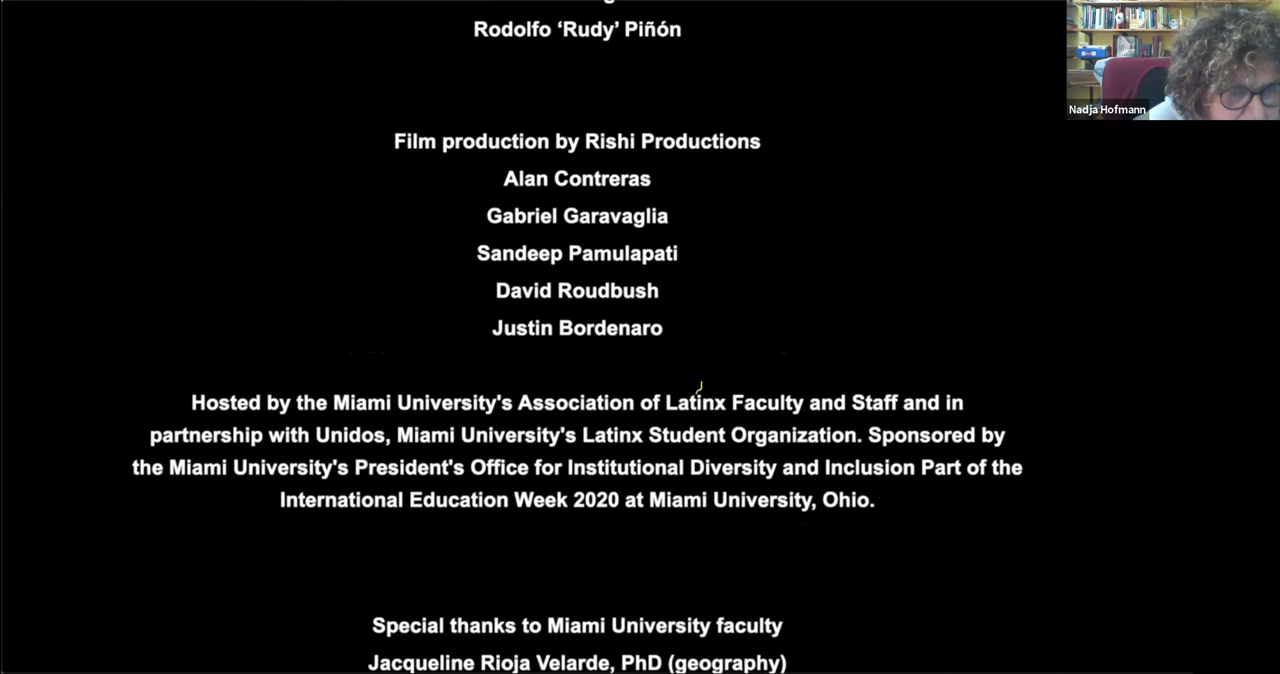 Rodolfo ‘Rudy’ Piñón
Film production by Rishi Productions
Alan Contreras
Gabriel Garavaglia
Sandeep Pamulapati
David Roudbush
Justin Bordenaro
Hosted by the Miami University's Association of Latinx Faculty and Staff and in
partnership with Unidos, Miami University's Latinx Student Organization. Sponsored by
the Miami University's President's Office for Institutional Diversity and Inclusion Part of the
International Education Week 2020 at Miami University, Ohio.
Special thanks to Miami University faculty
Jacqueline Rioja Velarde, PhD (geography)
Nadja Hofmann